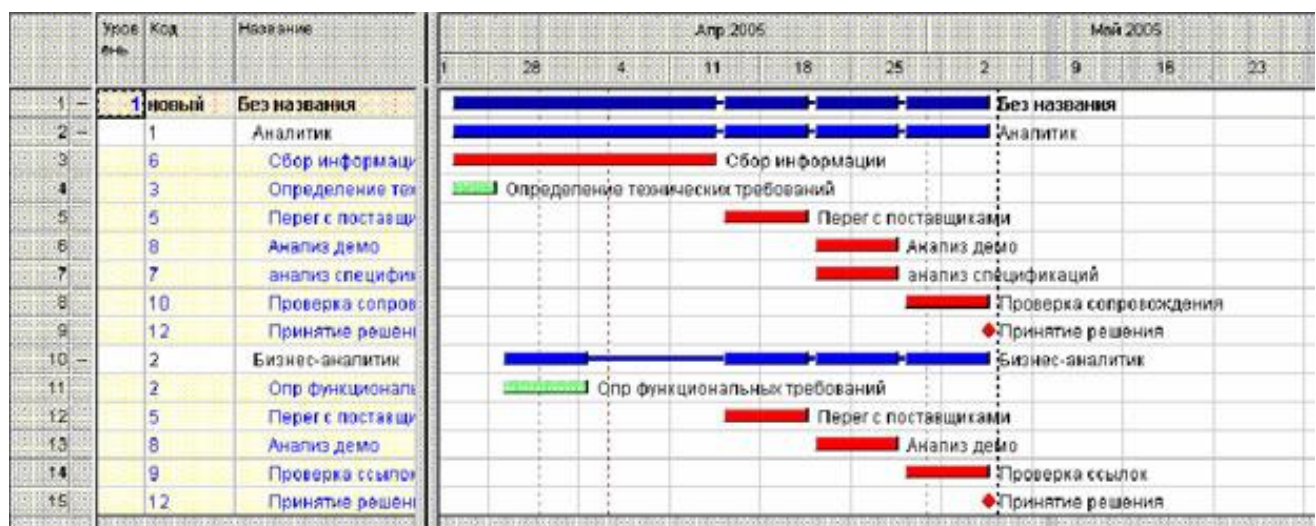 Уров Код Название Апр 2005 Май 2005
ень 28 4 11 18 25 2 9 16 23
1 1 новый Без названия Без названия
2 1 Аналитик Аналитик
3 6 Сбор информаци Сбор информации
4 3 Определение тех Определение технических требований
5 5 Перег с поставщи Перег с поставщиками
6 8 Анализ демо Анализ демо
7 7 анализ специфик анализ спецификаций
8 10 Проверка сопров Проверка сопровождения
9 12 Принятие решени Принятие решения
10 2 Бизнес-аналитик Бизнес-аналитик
11 2 Опр функциональ Опр функциональных требований
12 5 Перег с поставщи Перег с поставщиками
13 8 Анализ демо Анализ демо
14 9 Проверка ссылок Проверка ссылок
15 12 Принятие решени Принятие решения